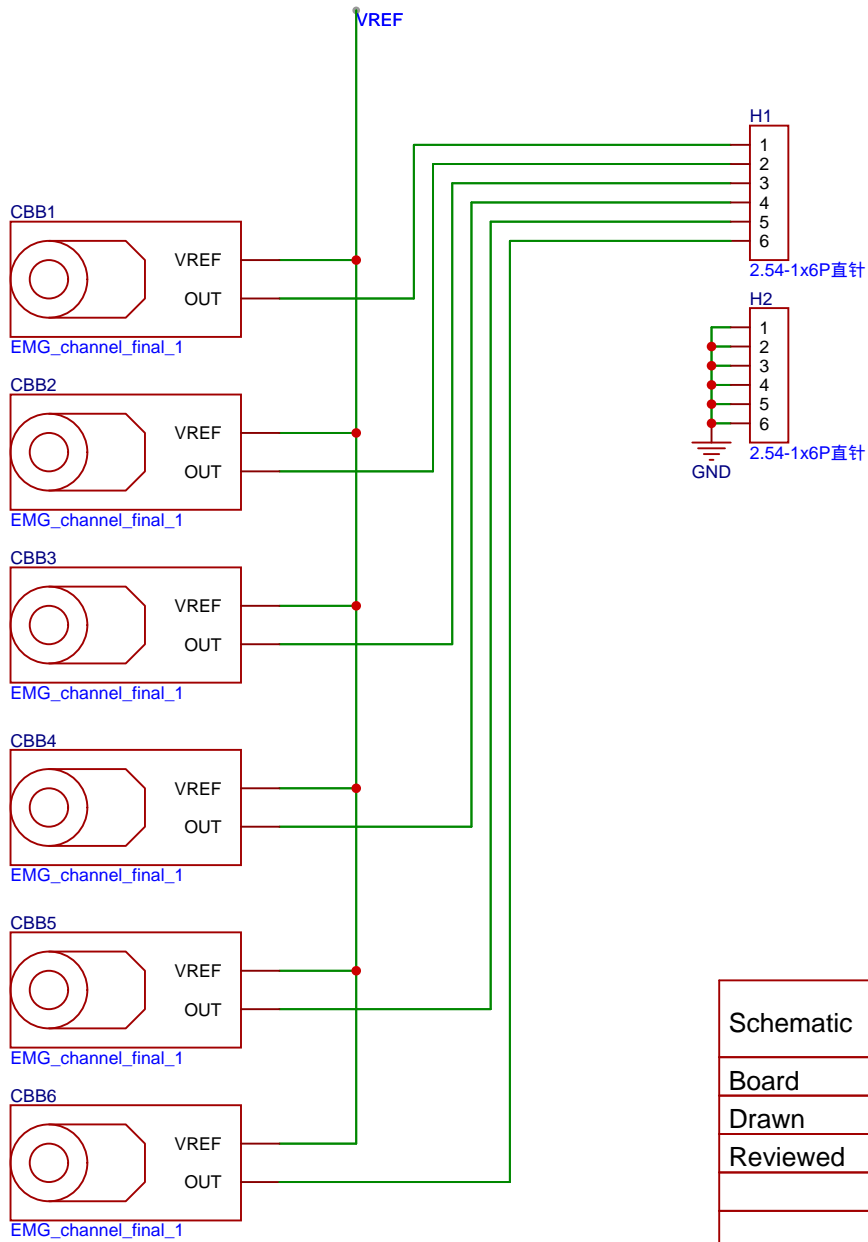 VREF
H1
1
2
3
4
5
6
2.54-1x6P直针
H2
1
2
3
4
5
6
2.54-1x6P直针
GND
CBB1
VREF
OUT
EMG_channel_final_1
CBB2
VREF
OUT
EMG_channel_final_1
CBB3
VREF
OUT
EMG_channel_final_1
CBB4
VREF
OUT
EMG_channel_final_1
CBB5
VREF
OUT
EMG_channel_final_1
CBB6
VREF
OUT
EMG_channel_final_1
Schematic
Board
Drawn
Reviewed